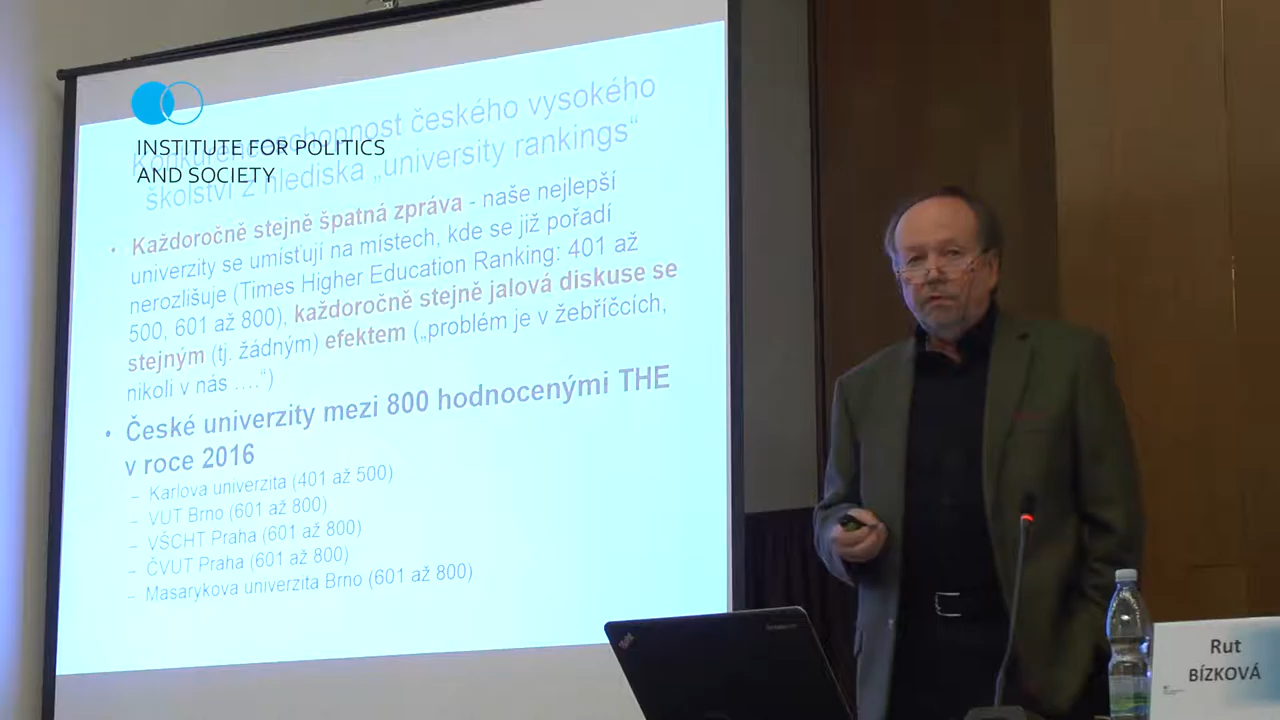 INSTITUTE FOR POLITICS
AND SOCIETY
českého vysokého
školství z hlediska „university rankings“
• Každoročně stejně špatná zpráva - naše nejlepší
univerzity se umísťují na místech, kde se již pořadí
nerozlišuje (Times Higher Education Ranking: 401 až
500, 601 až 800), každoročně stejně jalová diskuse se
stejným (tj. žádným) efektem („problém je v žebříčcích,
nikoli v nás ....“)
• České univerzity mezi 800 hodnocenými THE
v roce 2016
– Karlova univerzita (401 až 500)
– VUT Brno (601 až 800)
– VŠCHT Praha (601 až 800)
– ČVUT Praha (601 až 800)
– Masarykova univerzita Brno (601 až 800)
Rut
BÍZKOVÁ